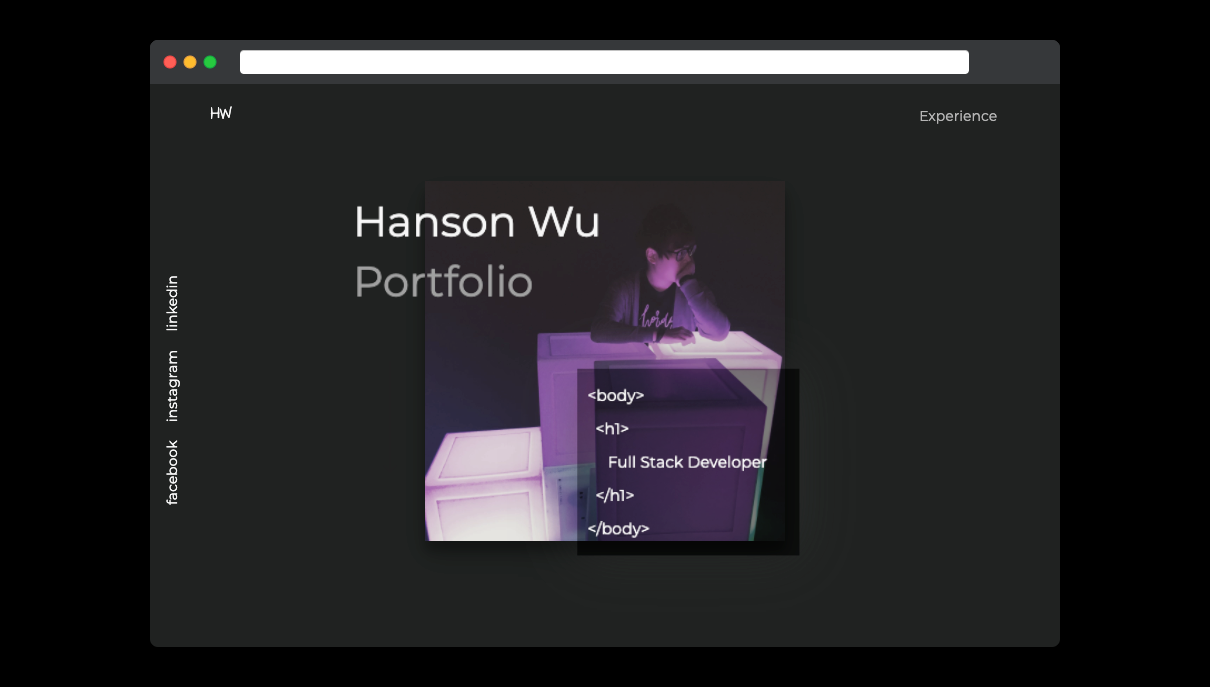 HW
Experience
Hanson Wu
Portfolio
linkedin
instagram
facebook
<body>
<h1>
Full Stack Developer
</h1>
</body>